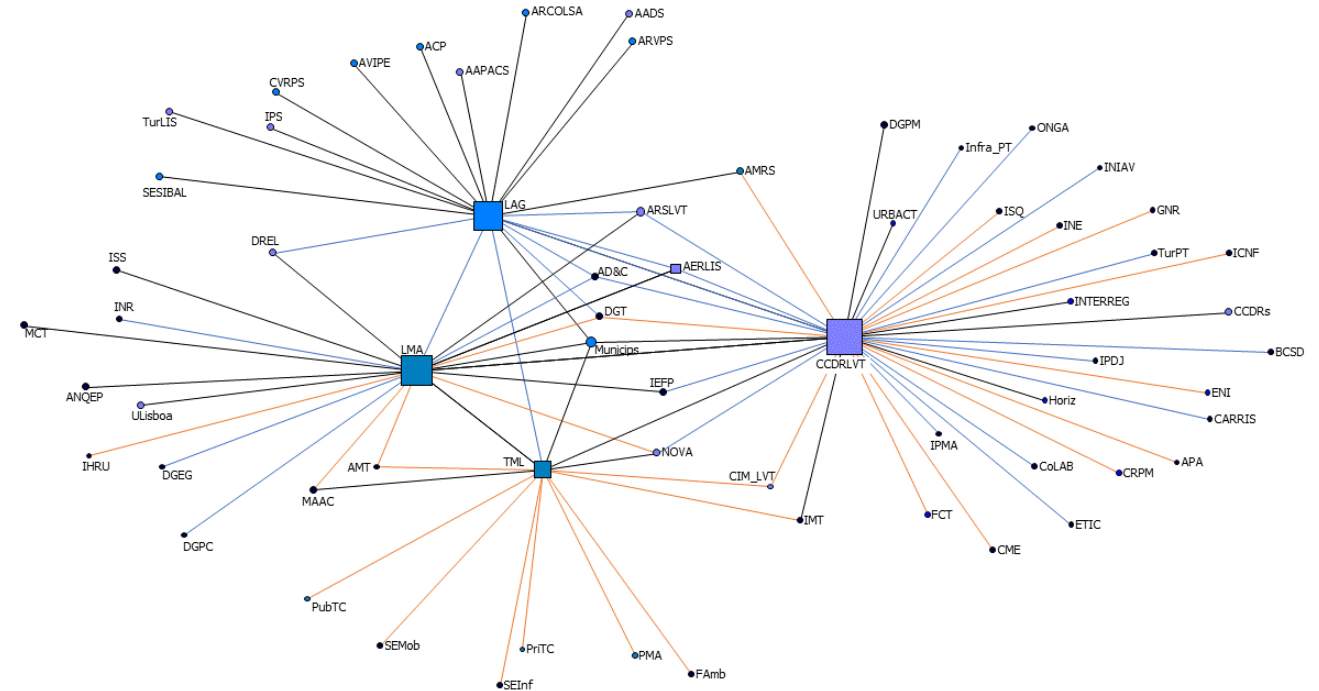 ARCOLSA
AADS
ACP
ARVPS
AVIPE
AAPACS
CVRPS
TurLIS
IPS
DGPM
ONGA
Infra_PT
INIAV
AMRS
SESIBAL
LAG
ARSLVT
URBACT
ISQ
GNR
INE
DREL
TurPT
ICNF
ISS
AERLIS
AD&C
INR
INTERREG
DGT
CCDRs
MCT
LMA
Municips
BCSD
CCDRLVT
IPDJ
IEFP
ANQEP
ENI
Horiz
ULisboa
CARRIS
IPMA
NOVA
TML
IHRU
AMT
DGEG
CIM_LVT
CoLAB
APA
CRPM
MAAC
FCT
IMT
ETIC
DGPC
CME
PubTC
SEMob
PriTC
PMA
FAmb
SEInf